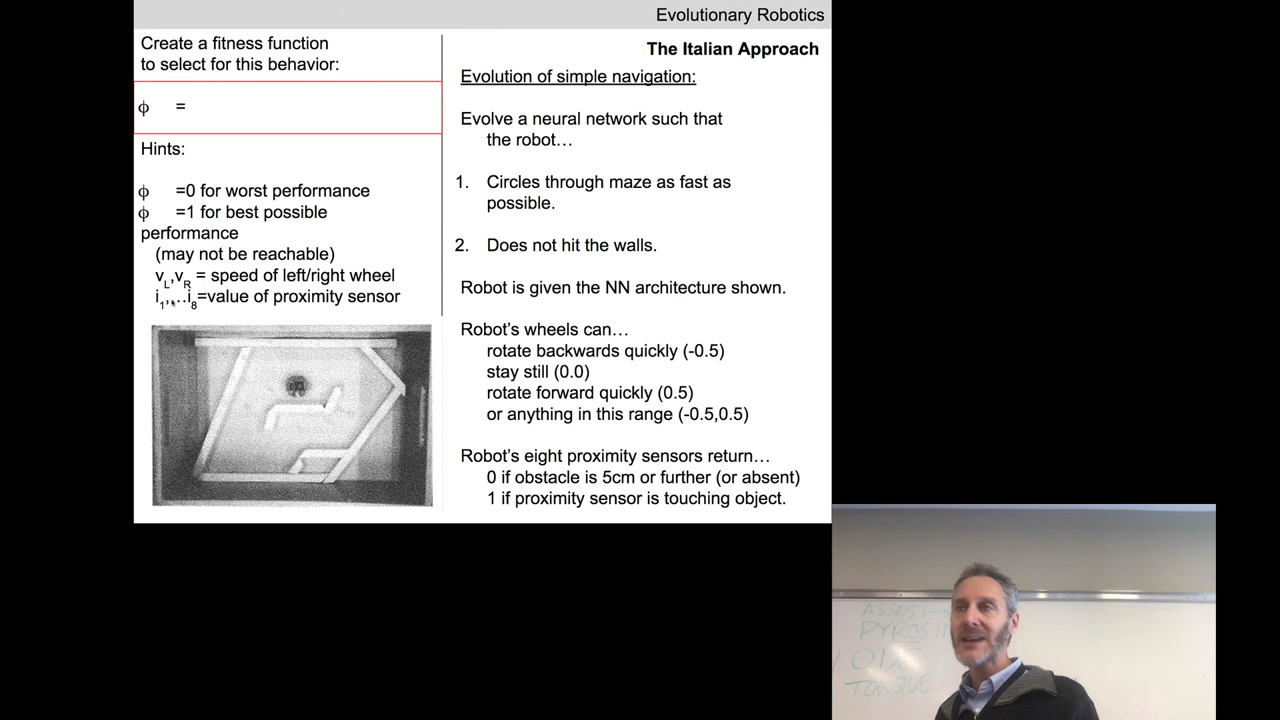 Evolutionary Robotics
Create a fitness function
to select for this behavior:
ϕ =
Hints:
ϕ =0 for worst performance
ϕ =1 for best possible
performance
(may not be reachable)
vL,vR = speed of left/right wheel
i1,…i8=value of proximity sensor
The Italian Approach
Evolution of simple navigation:
Evolve a neural network such that
the robot…
1. Circles through maze as fast as
possible.
2. Does not hit the walls.
Robot is given the NN architecture shown.
Robot's wheels can…
rotate backwards quickly (-0.5)
stay still (0.0)
rotate forward quickly (0.5)
or anything in this range (-0.5,0.5)
Robot's eight proximity sensors return…
0 if obstacle is 5cm or further (or absent)
1 if proximity sensor is touching object.
ASSNS 1
PYROSI
ODE
TORQUE